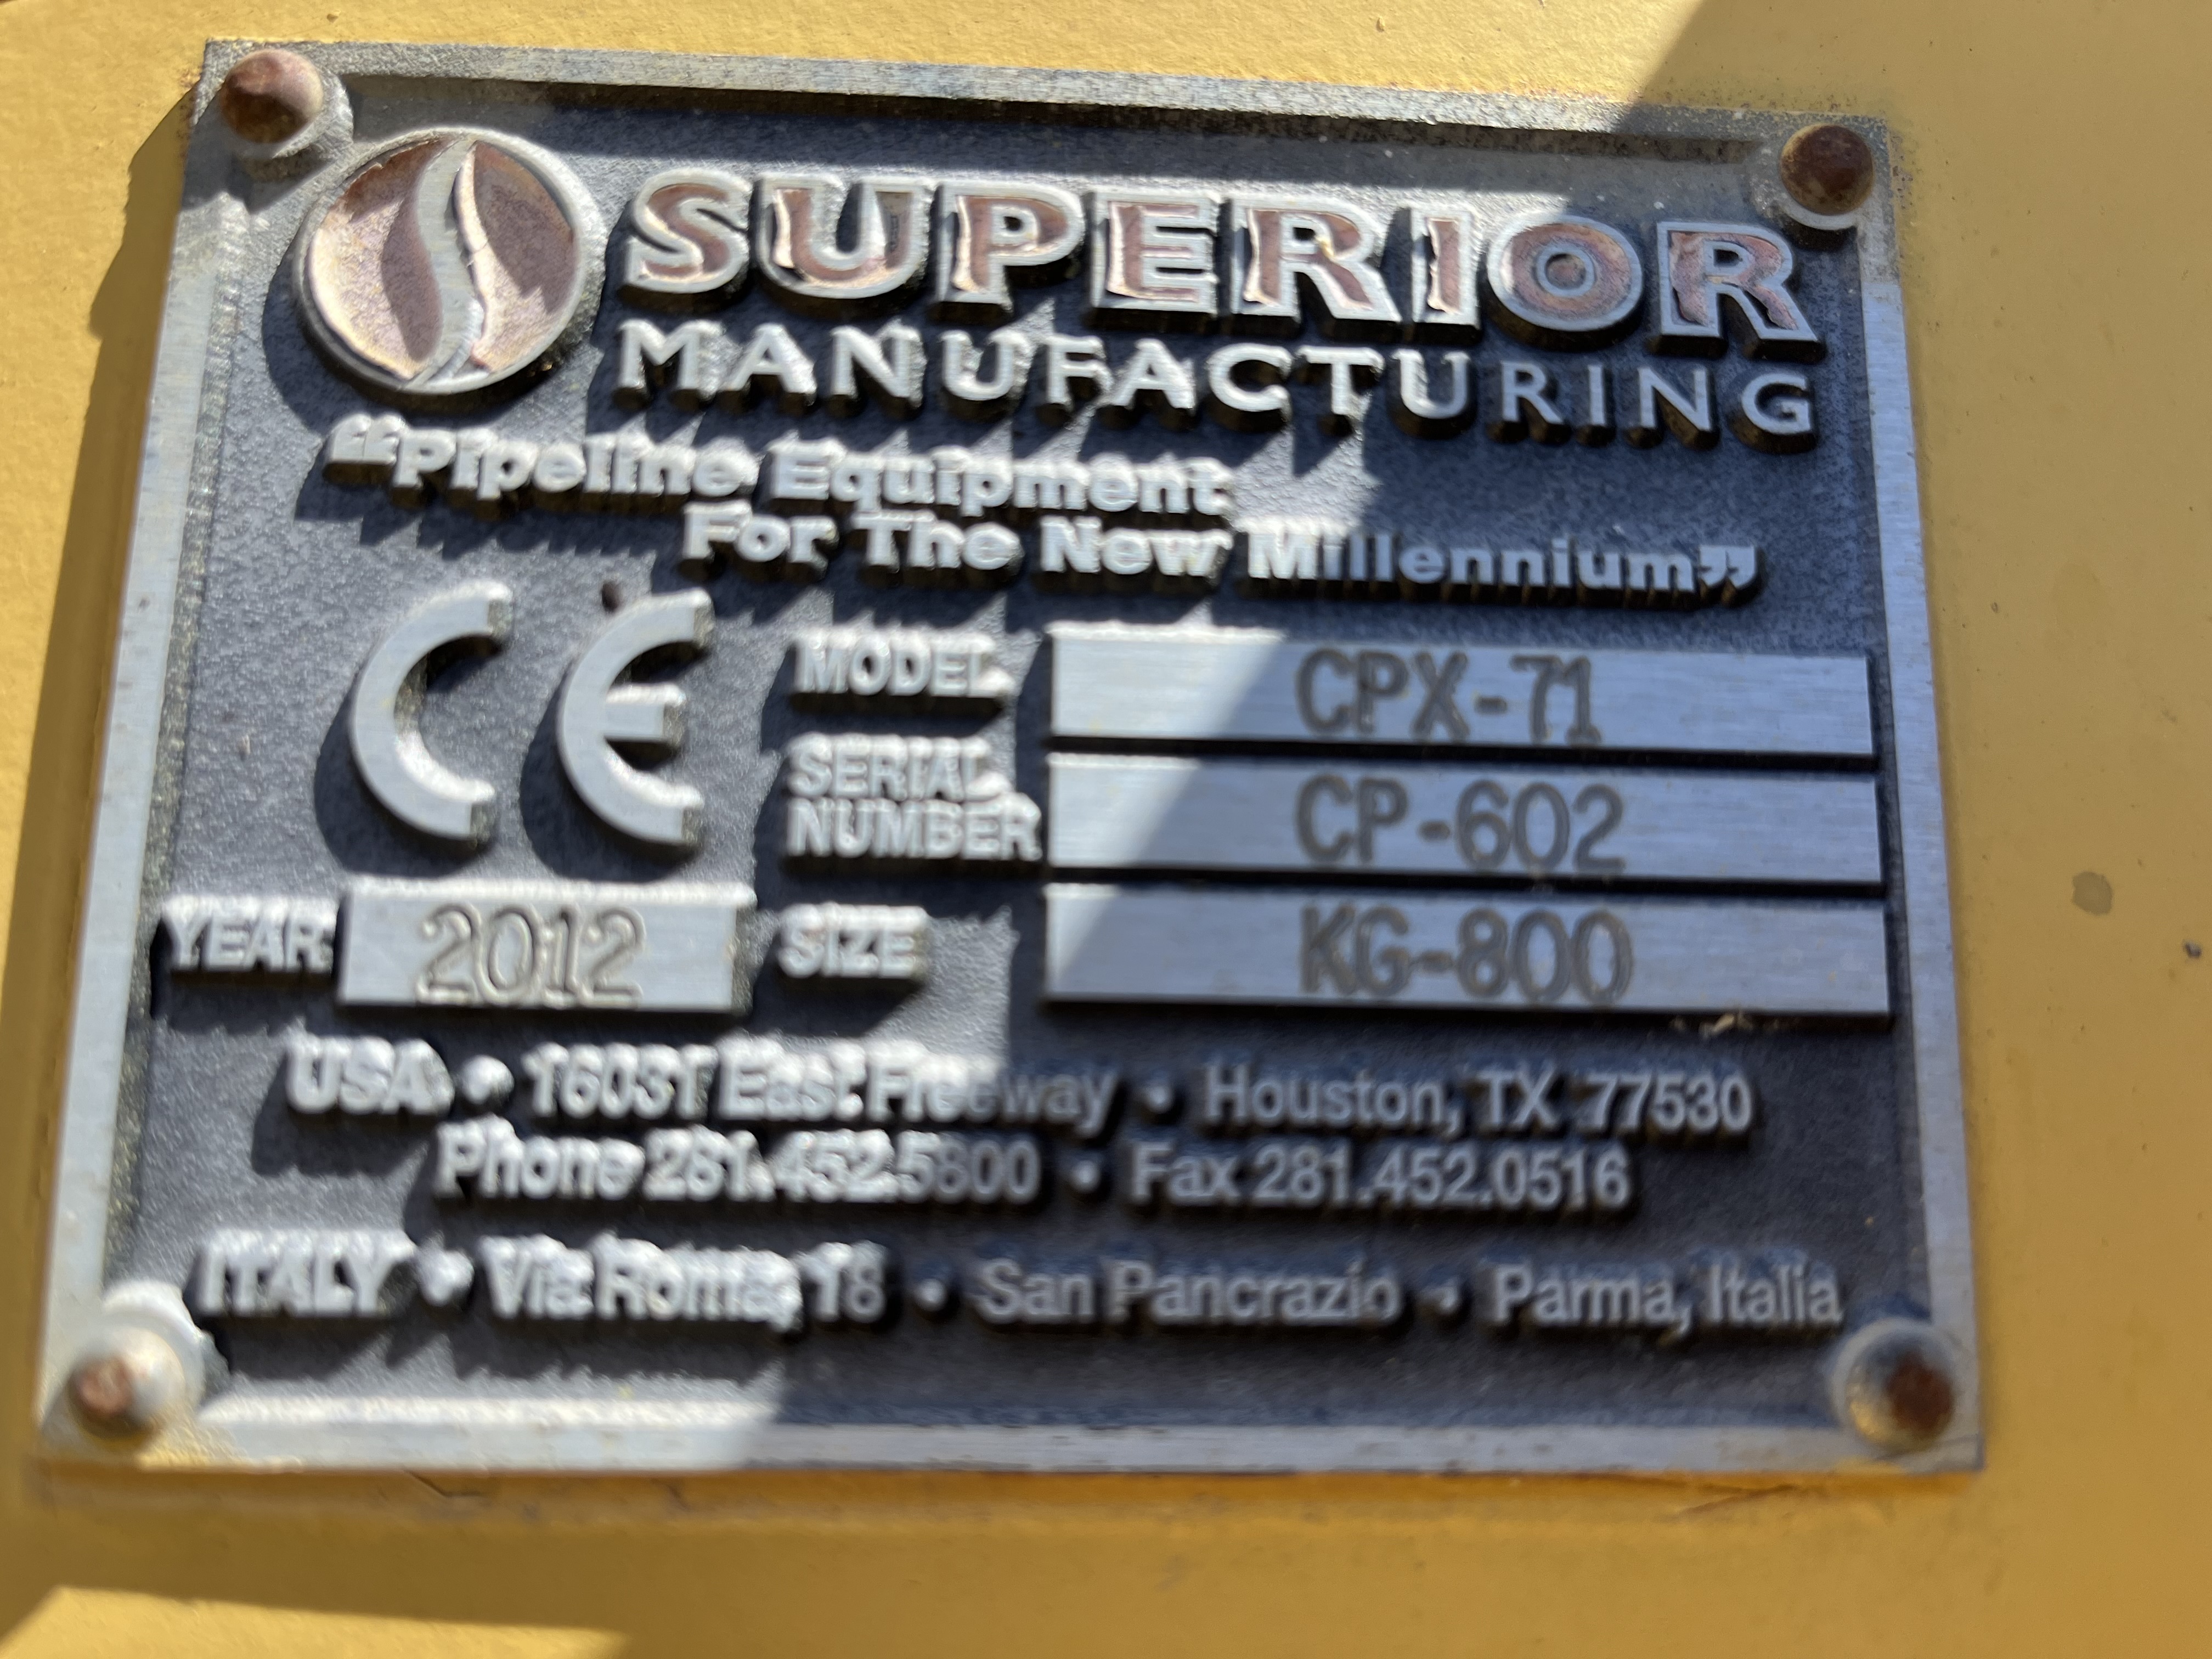 SUPERIOR
MANUFACTURING
“Pipeline Equipment
For The New Millennium”
CE
MODEL CPX-71
SERIAL NUMBER CP-602
YEAR 2012 SIZE KG-800
USA • 16031 East Freeway • Houston, TX 77530
Phone 281.452.5800 • Fax 281.452.0516
ITALY • Via Roma, 18 • San Pancrazio • Parma, Italia